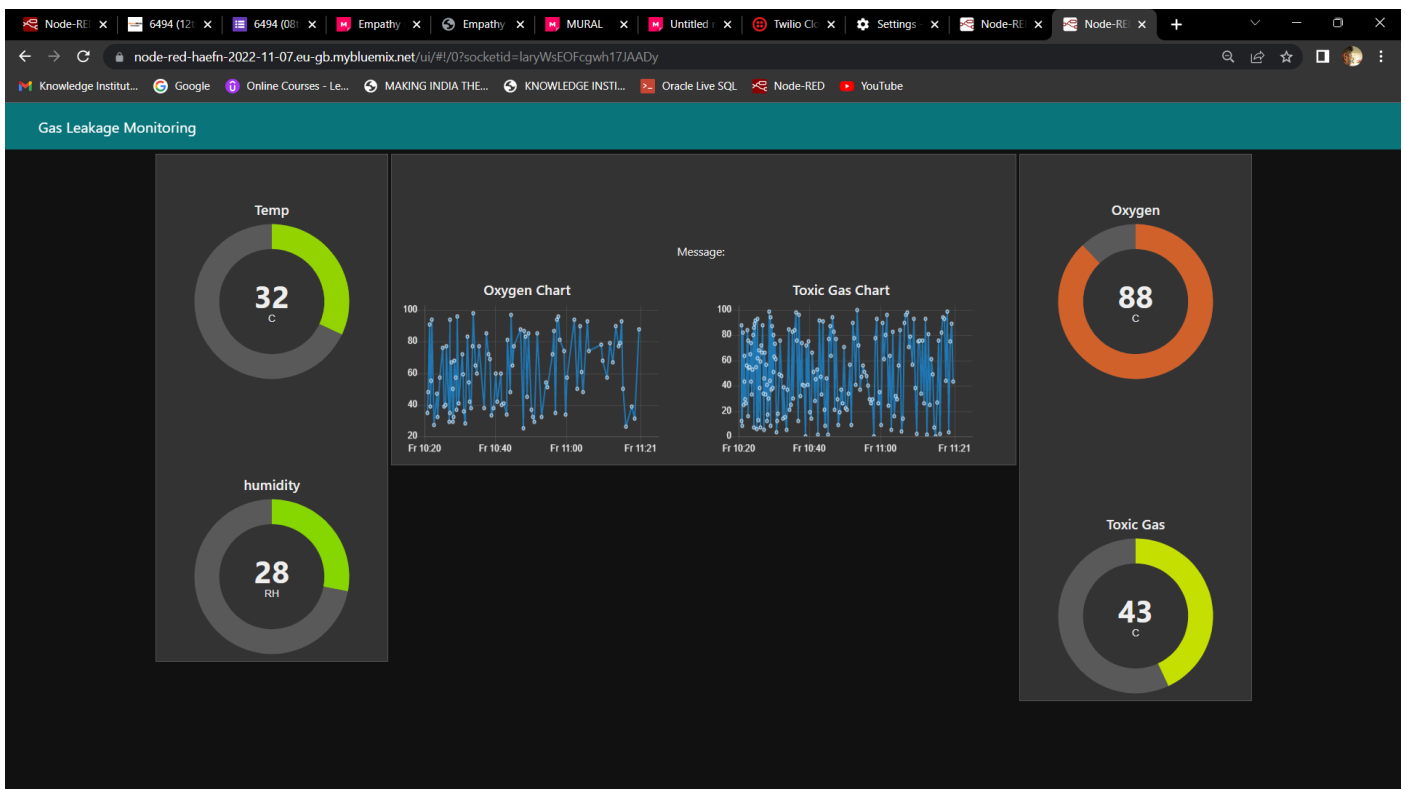 Node-RE
6494 (12t
6494 (08t
Empathy
Empathy
MURAL
Untitled
Twilio Clo
Settings
Node-RE
Node-RE
node-red-haefn-2022-11-07.eu-gb.mybluemix.net/ui/#!/0?socketid=laryWsEOFcgwh17JAADy
Knowledge Institut...
Google
Online Courses - Le...
MAKING INDIA THE...
KNOWLEDGE INSTI...
Oracle Live SQL
Node-RED
YouTube
Gas Leakage Monitoring
Temp
32
C
humidity
28
RH
Message:
Oxygen Chart
100
80
60
40
20
Fr 10:20 Fr 10:40 Fr 11:00 Fr 11:21
Toxic Gas Chart
100
80
60
40
20
0
Fr 10:20 Fr 10:40 Fr 11:00 Fr 11:21
Oxygen
88
C
Toxic Gas
43
C